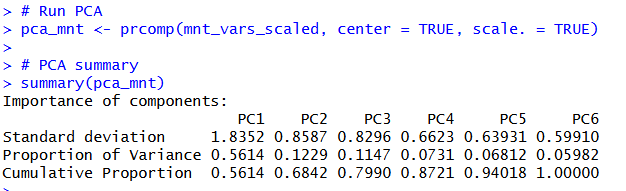 > # Run PCA
> pca_mnt <- prcomp(mnt_vars_scaled, center = TRUE, scale. = TRUE)
>
> # PCA summary
> summary(pca_mnt)
Importance of components:
                          PC1    PC2    PC3    PC4     PC5     PC6
Standard deviation     1.8352 0.8587 0.8296 0.6623 0.63931 0.59910
Proportion of Variance 0.5614 0.1229 0.1147 0.0731 0.06812 0.05982
Cumulative Proportion  0.5614 0.6842 0.7990 0.8721 0.94018 1.00000
>